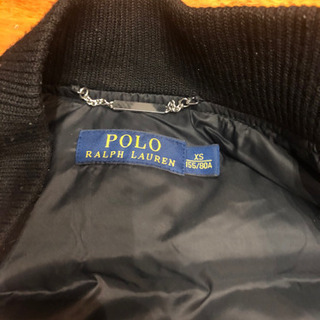 POLO
RALPH LAUREN
XS
155/80A